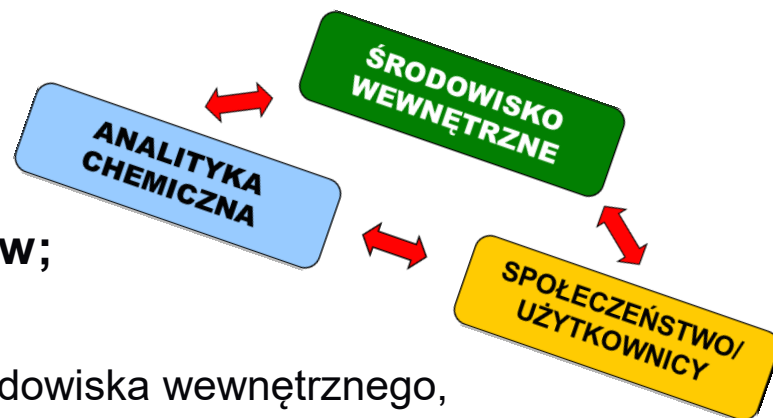 ŚRODOWISKO
WEWNĘTRZNE
ANALITYKA
CHEMICZNA
w;
SPOŁECZEŃSTWO/
UŻYTKOWNICY
dowiska wewnętrznego,